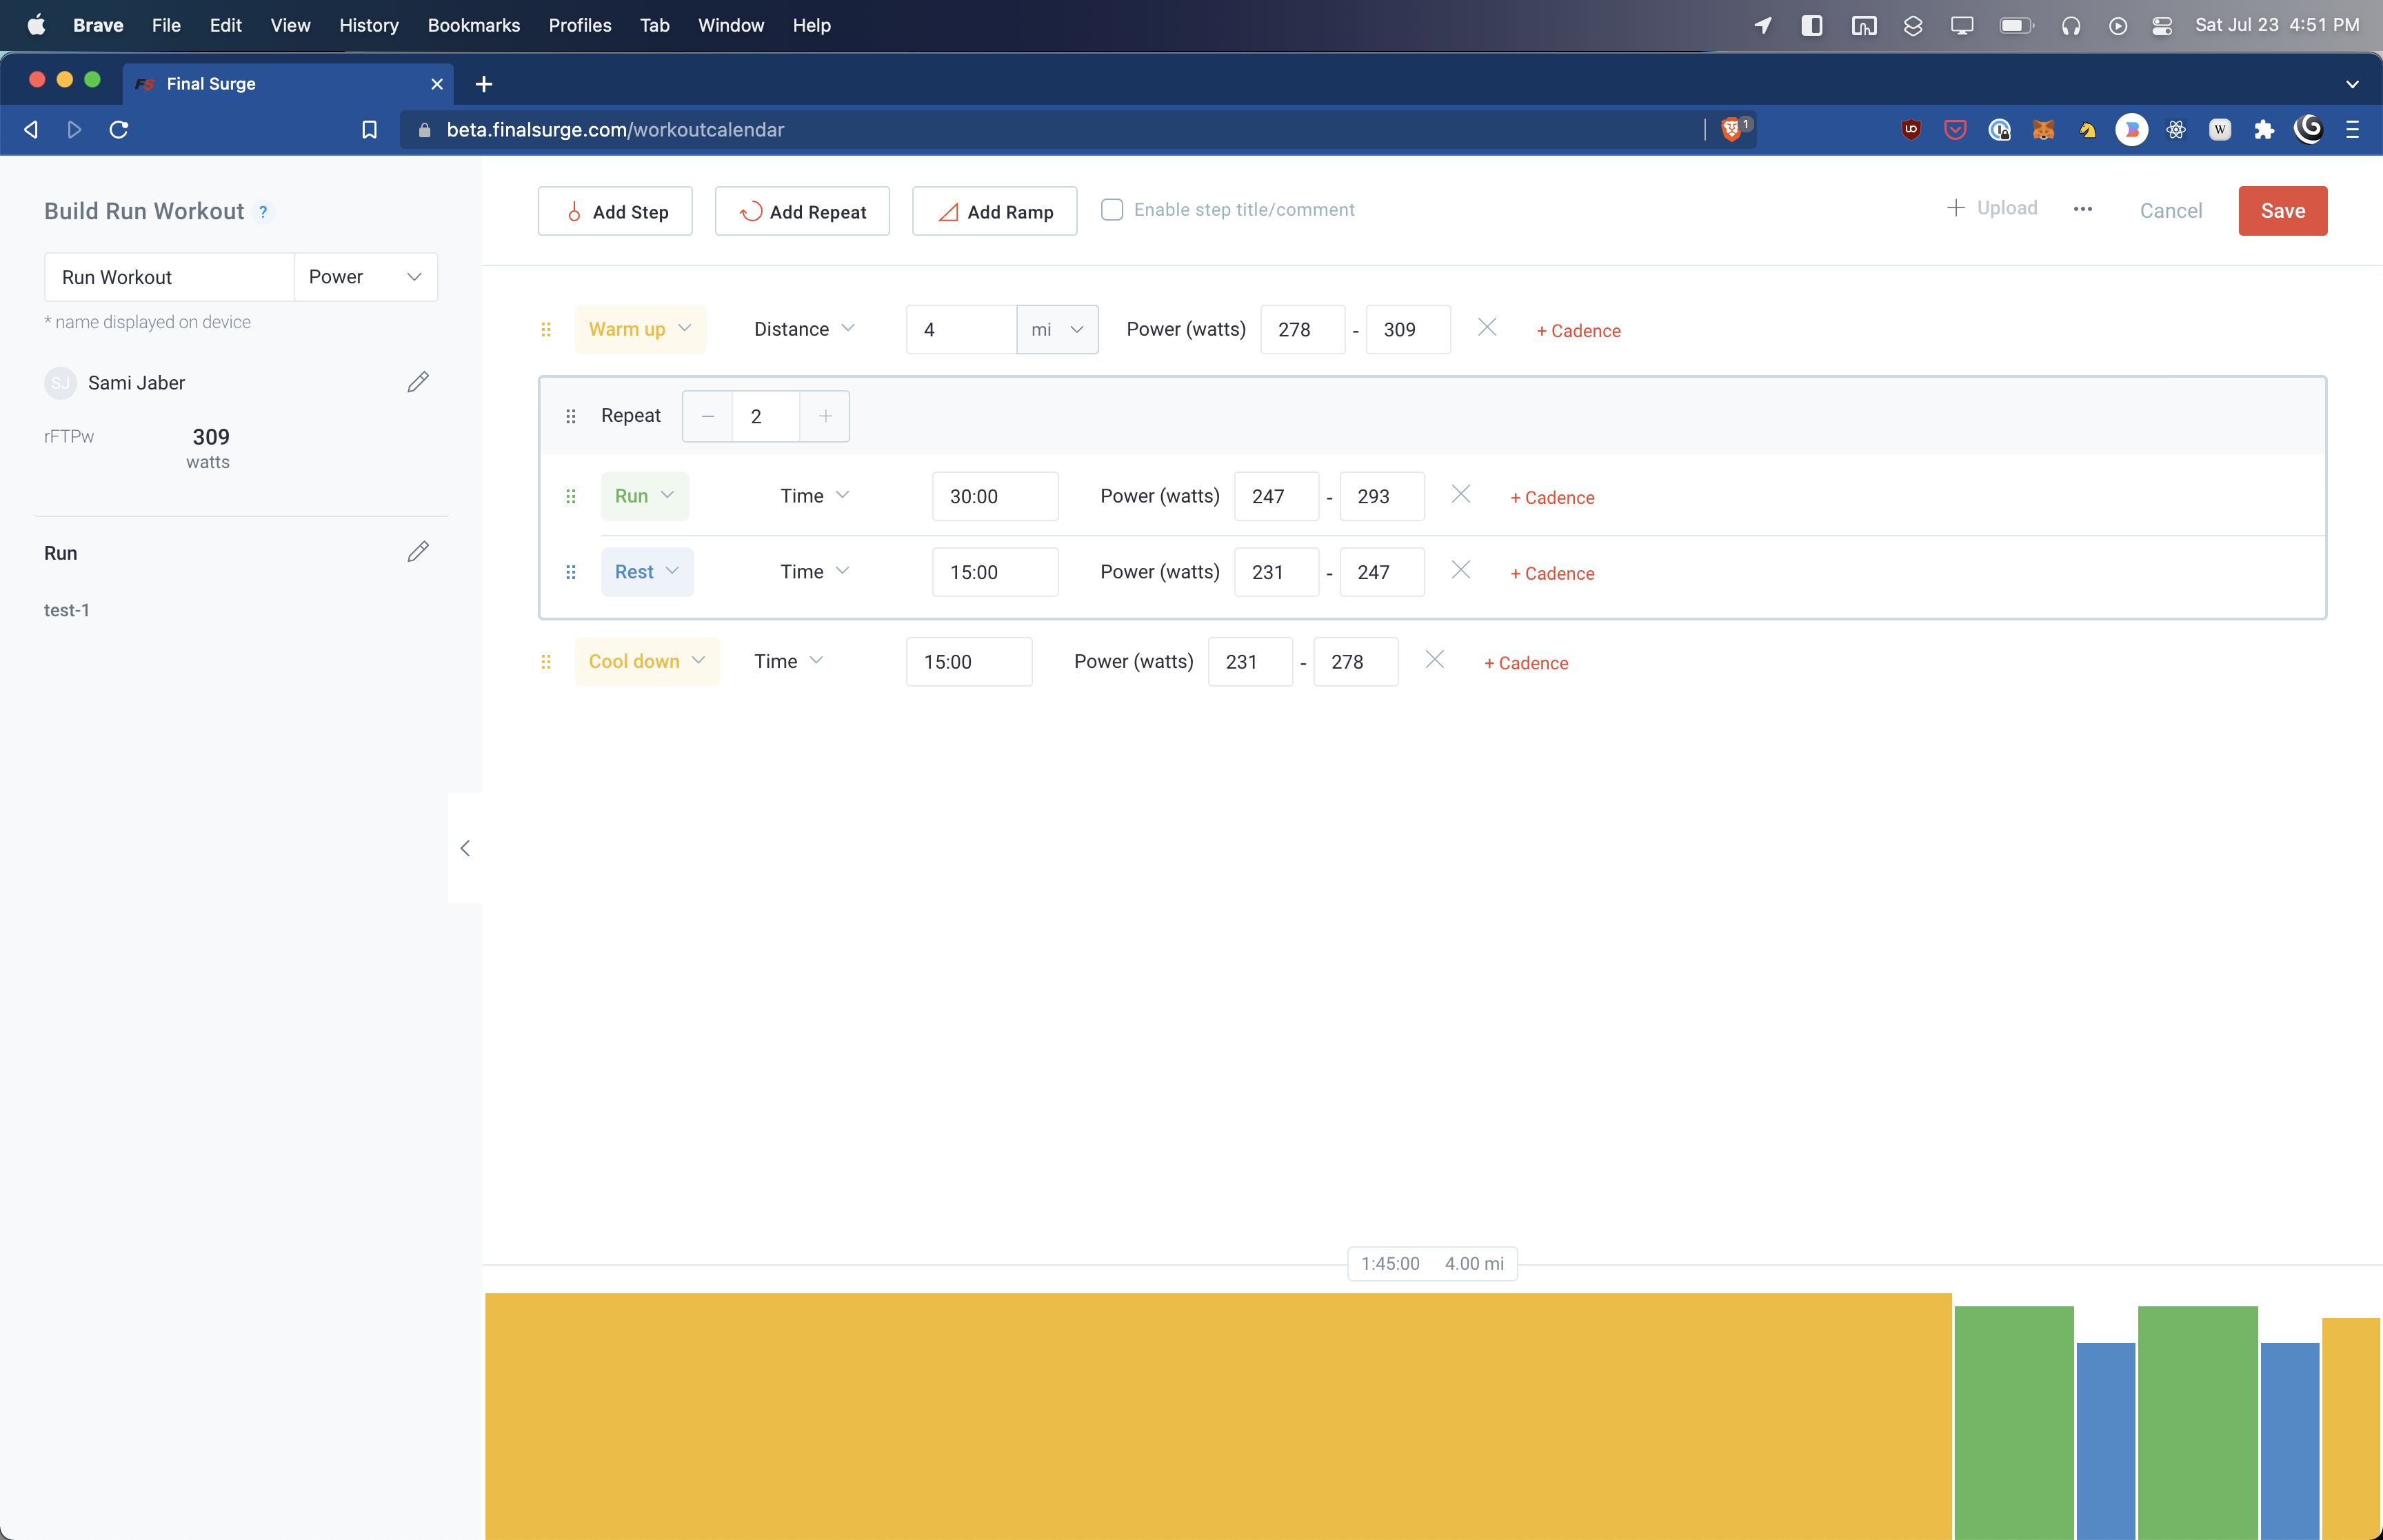 Brave File Edit View History Bookmarks Profiles Tab Window Help Sat Jul 23 4:51 PM
FS Final Surge
beta.finalsurge.com/workoutcalendar 1 UD W
Build Run Workout ? Add Step Add Repeat Add Ramp Enable step title/comment Upload Cancel Save
Run Workout Power
* name displayed on device
SJ Sami Jaber
rFTPw 309
watts
Run
test-1
Warm up Distance 4 mi Power (watts) 278 - 309 + Cadence
Repeat 2
Run Time 30:00 Power (watts) 247 - 293 + Cadence
Rest Time 15:00 Power (watts) 231 - 247 + Cadence
Cool down Time 15:00 Power (watts) 231 - 278 + Cadence
1:45:00 4.00 mi